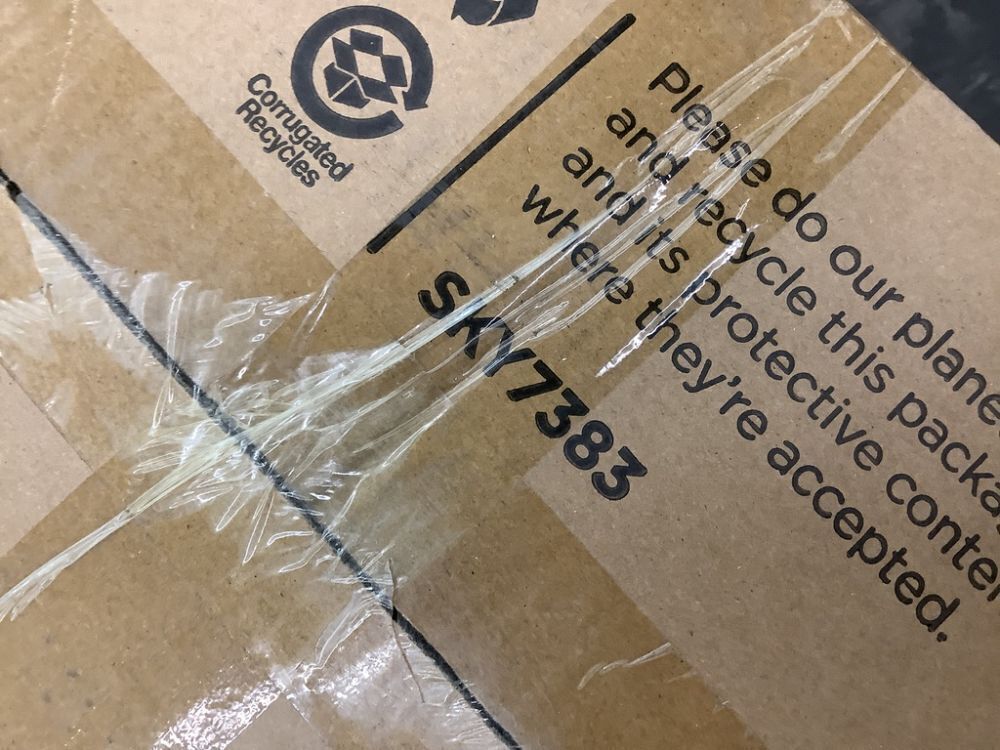 Corrugated
Recycles
Please do our plane
and recycle this packa
and its protective conte
where they're accepted.
SKY7383